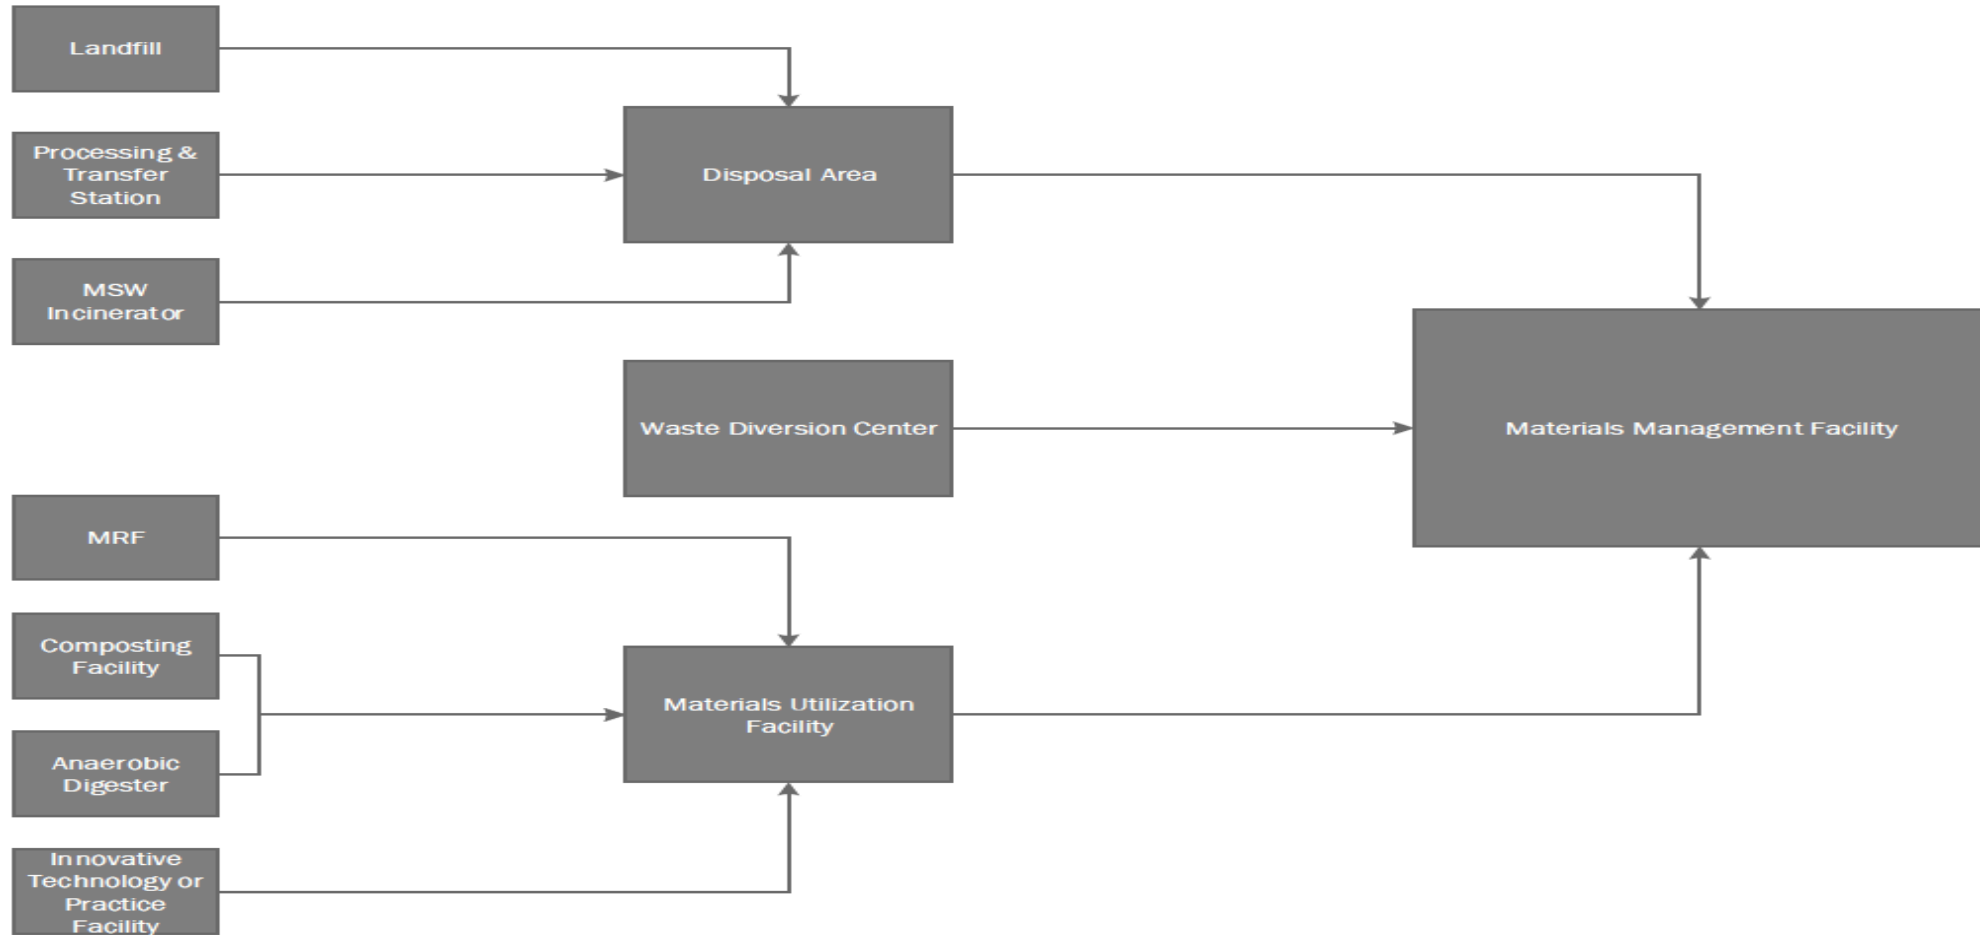 Landfill
Processing &
Transfer
Station
Disposal Area
MSW
Incinerator
Waste Diversion Center
Materials Management Facility
MRF
Composting
Facility
Materials Utilization
Facility
Anaerobic
Digester
Innovative
Technology or
Practice
Facility